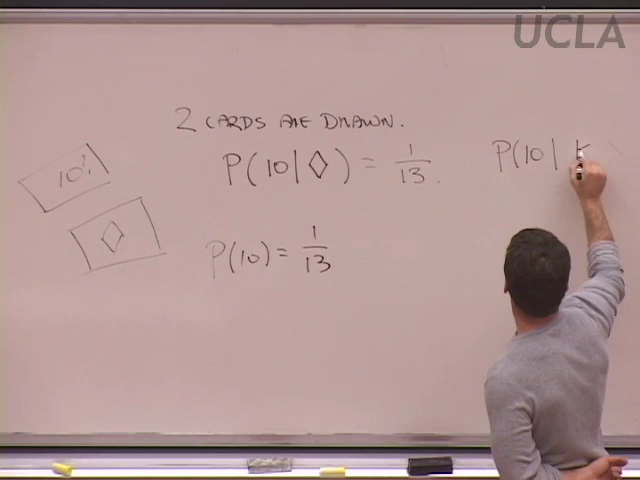 UCLA
2 CARDS ARE DRAWN.
P(10|◊) = 1/13.
P(10) = 1/13
10!
◊
P(10|